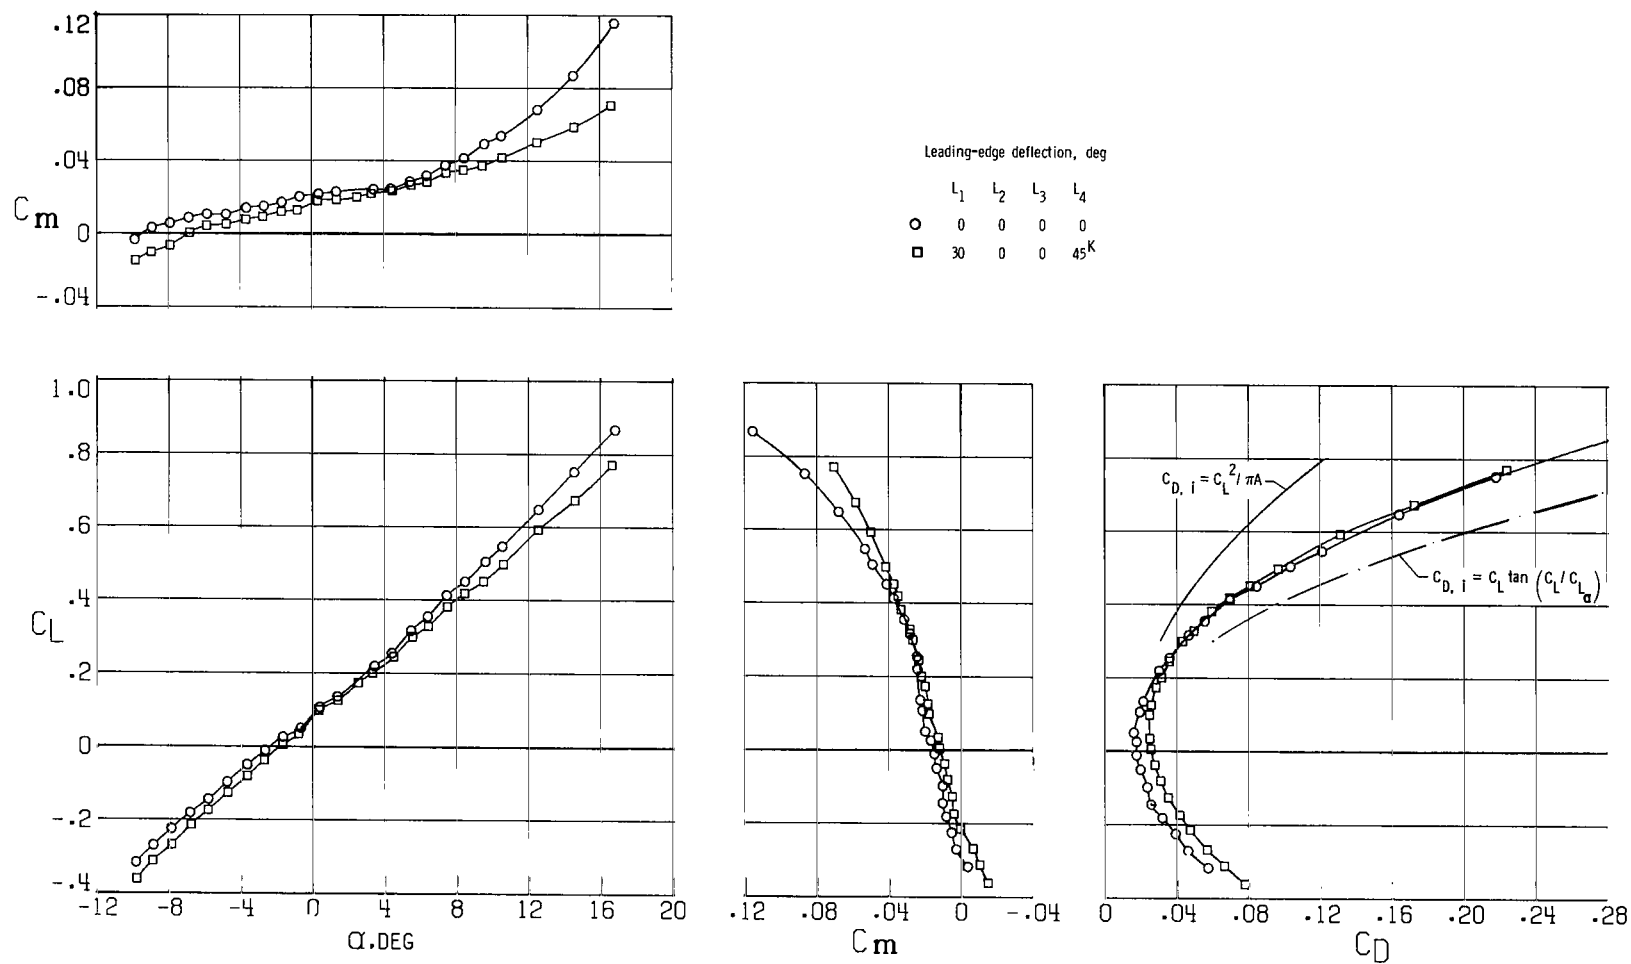 .12
.08
.04
C m
0
-.04
Leading-edge deflection, deg
L1 L2 L3 L4
0 0 0 0
30 0 0 45K
1.0
.8
.6
.4
CL
.2
0
-.2
-.4
-12 -8 -4 0 4 8 12 16 20
α,DEG
.12 .08 .04 0 -.04
Cm
CD, i = CL²/πA
CD, i = CL tan (CL/CLα)
0 .04 .08 .12 .16 .20 .24 .28
CD